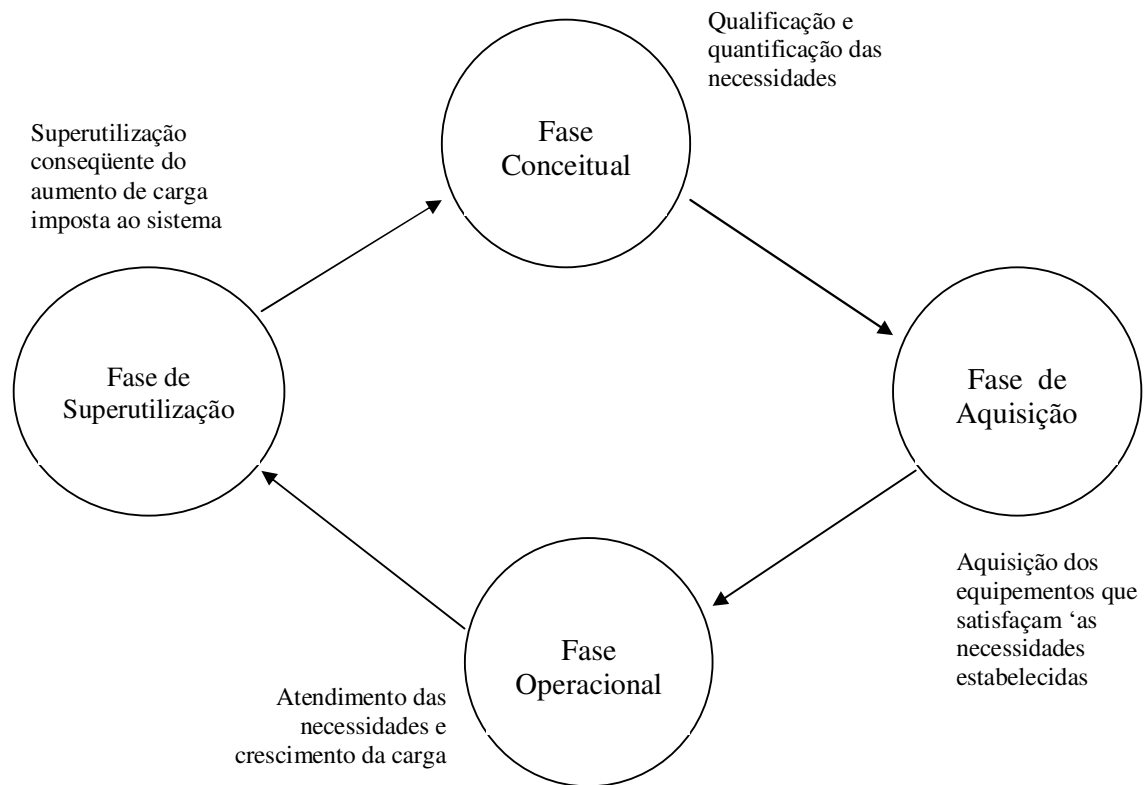 Qualificação e
quantificação das
necessidades
Fase
Conceitual
Superutilização
conseqüente do
aumento de carga
imposta ao sistema
Fase de
Superutilização
Fase de
Aquisição
Aquisição dos
equipementos que
satisfaçam ‘as
necessidades
estabelecidas
Fase
Operacional
Atendimento das
necessidades e
crescimento da carga